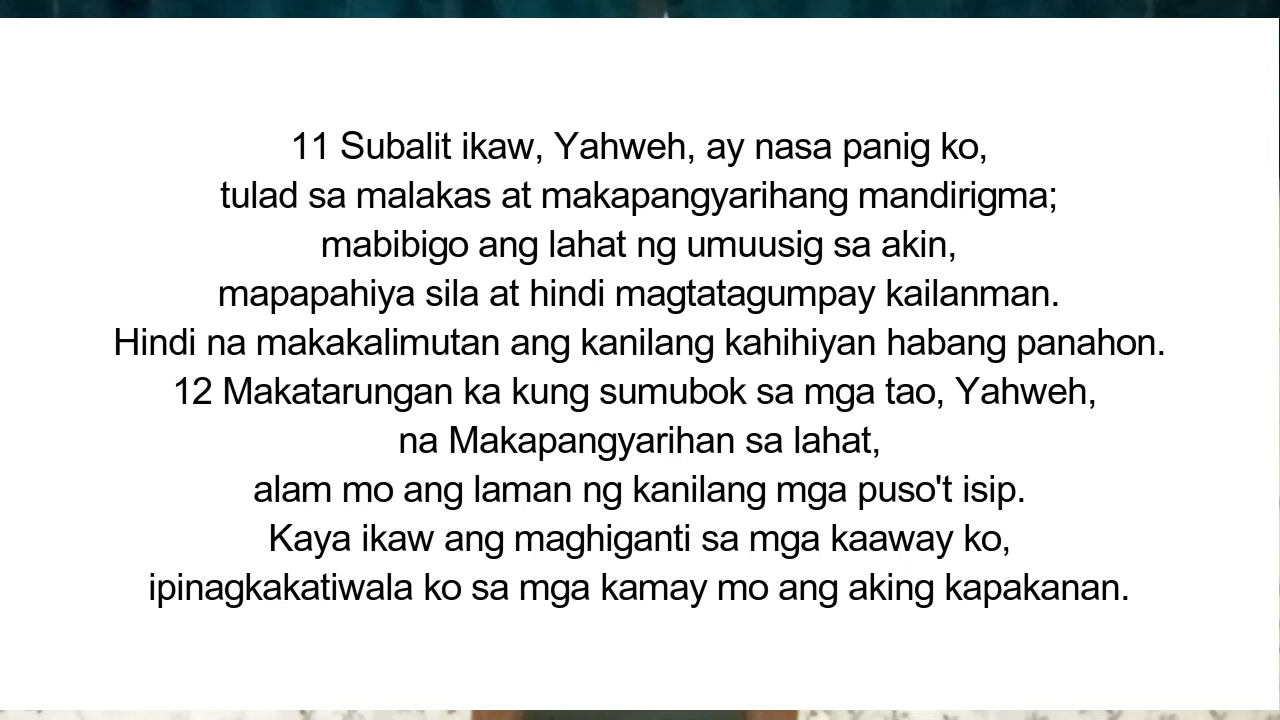 11 Subalit ikaw, Yahweh, ay nasa panig ko,
tulad sa malakas at makapangyarihang mandirigma;
mabibigo ang lahat ng umuusig sa akin,
mapapahiya sila at hindi magtatagumpay kailanman.
Hindi na makakalimutan ang kanilang kahihiyan habang panahon.
12 Makatarungan ka kung sumubok sa mga tao, Yahweh,
na Makapangyarihan sa lahat,
alam mo ang laman ng kanilang mga puso't isip.
Kaya ikaw ang maghiganti sa mga kaaway ko,
ipinagkakatiwala ko sa mga kamay mo ang aking kapakanan.